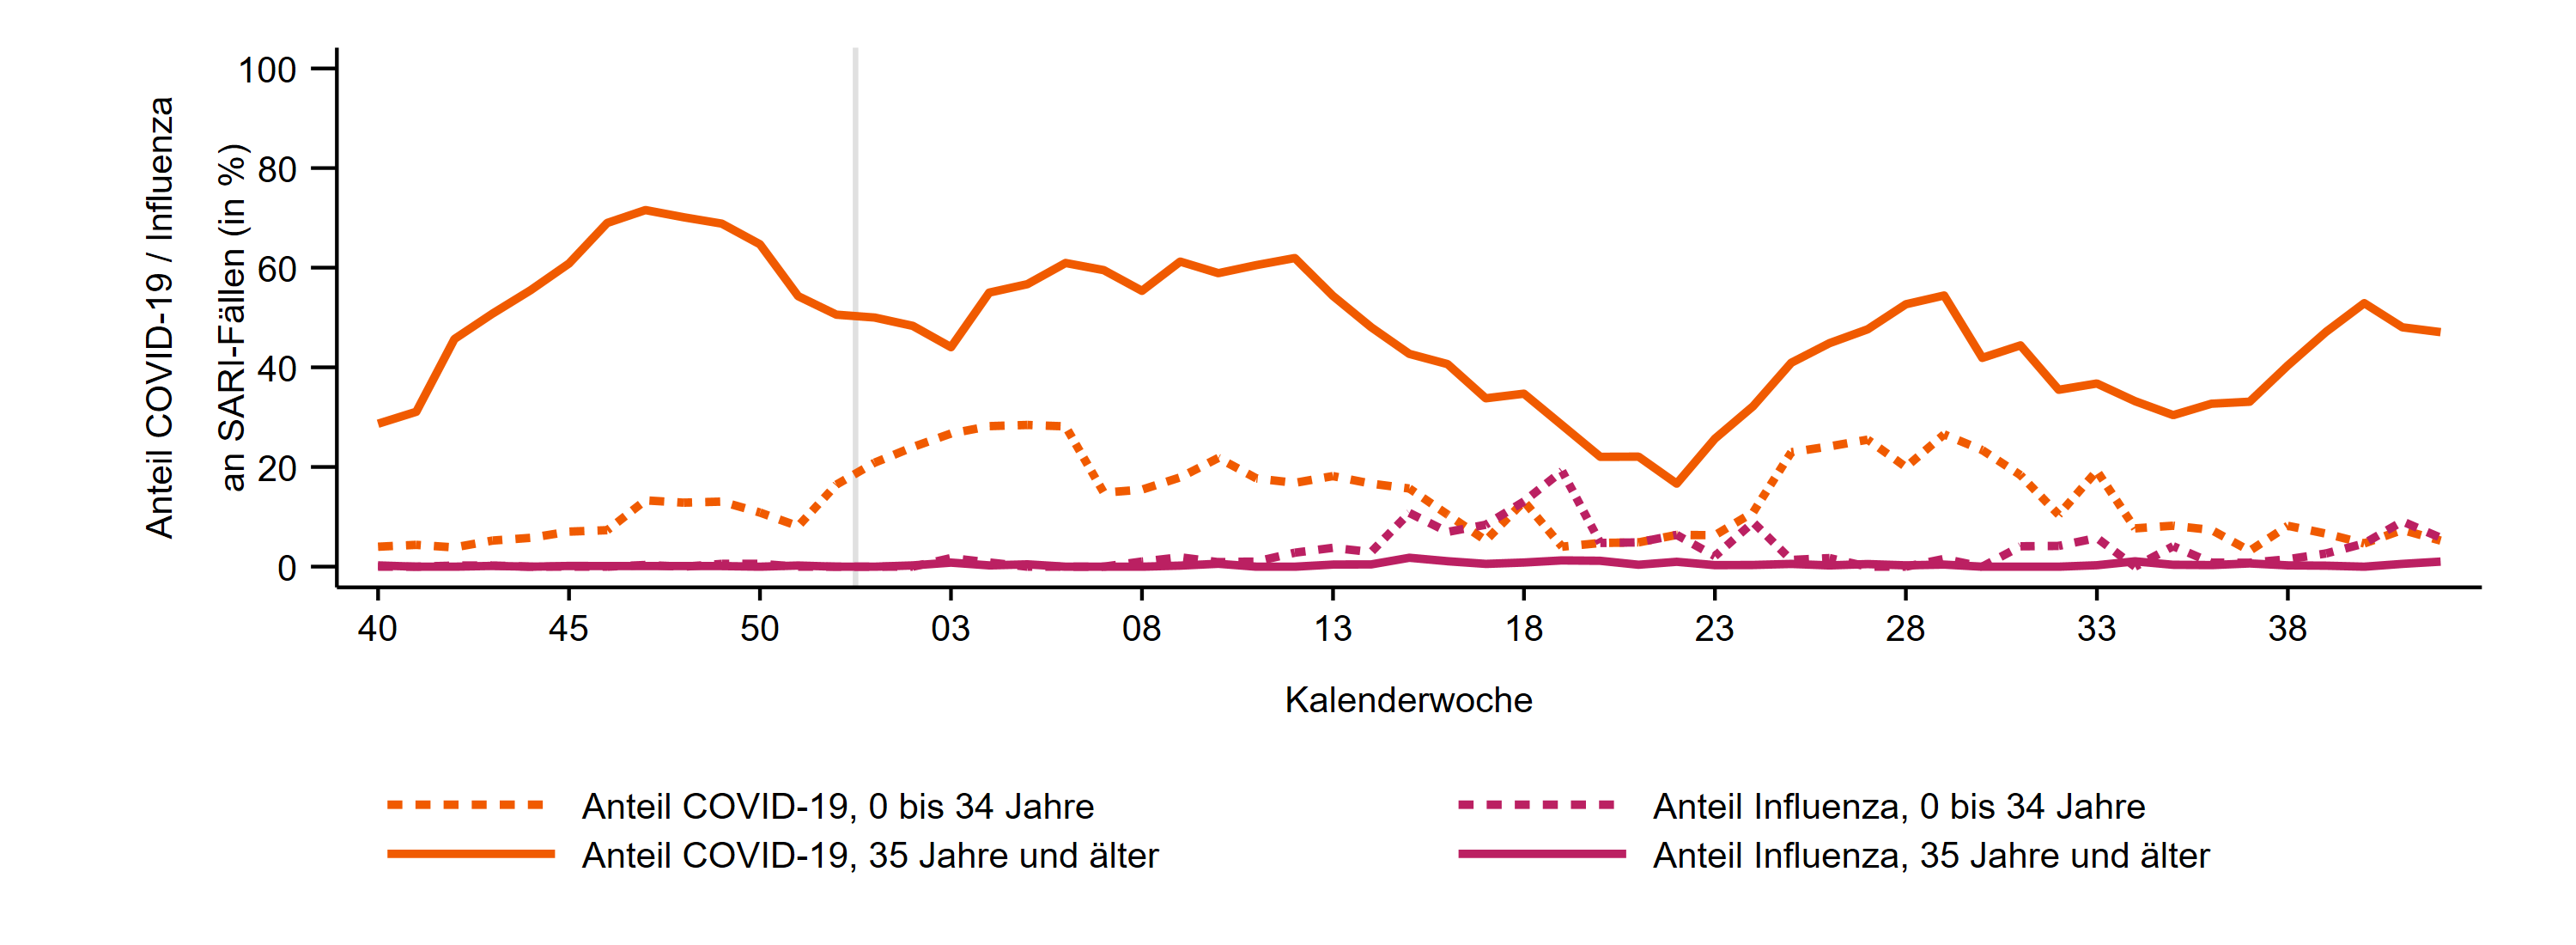 Anteil COVID-19 / Influenza
an SARI-Fällen (in %)
100
80
60
40
20
0
40 45 50 03 08 13 18 23 28 33 38
Kalenderwoche
Anteil COVID-19, 0 bis 34 Jahre
Anteil COVID-19, 35 Jahre und älter
Anteil Influenza, 0 bis 34 Jahre
Anteil Influenza, 35 Jahre und älter